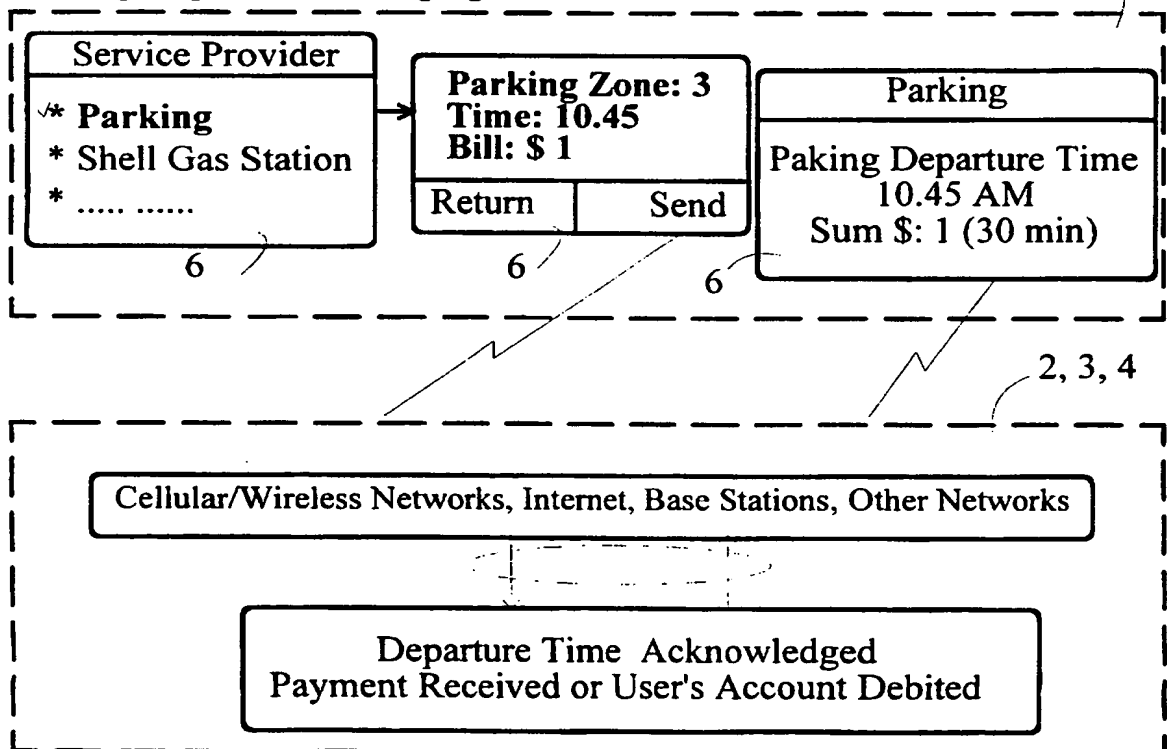 Service Provider
* Parking
* Shell Gas Station
* ..... ......
6
Parking Zone: 3
Time: 10.45
Bill: $ 1
Return Send
6
Parking
Paking Departure Time
10.45 AM
Sum $: 1 (30 min)
6
2, 3, 4
Cellular/Wireless Networks, Internet, Base Stations, Other Networks
Departure Time Acknowledged
Payment Received or User's Account Debited